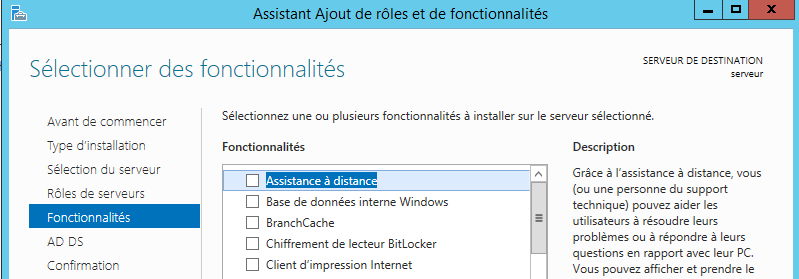 Assistant Ajout de rôles et de fonctionnalités
Sélectionner des fonctionnalités
SERVEUR DE DESTINATION
serveur
Avant de commencer
Type d'installation
Sélection du serveur
Rôles de serveurs
Fonctionnalités
AD DS
Confirmation
Sélectionnez une ou plusieurs fonctionnalités à installer sur le serveur sélectionné.
Fonctionnalités
Assistance à distance
Base de données interne Windows
BranchCache
Chiffrement de lecteur BitLocker
Client d'impression Internet
Description
Grâce à l'assistance à distance, vous
(ou une personne du support
technique) pouvez aider les
utilisateurs à résoudre leurs
problèmes ou à répondre à leurs
questions en rapport avec leur PC.
Vous pouvez afficher et prendre le